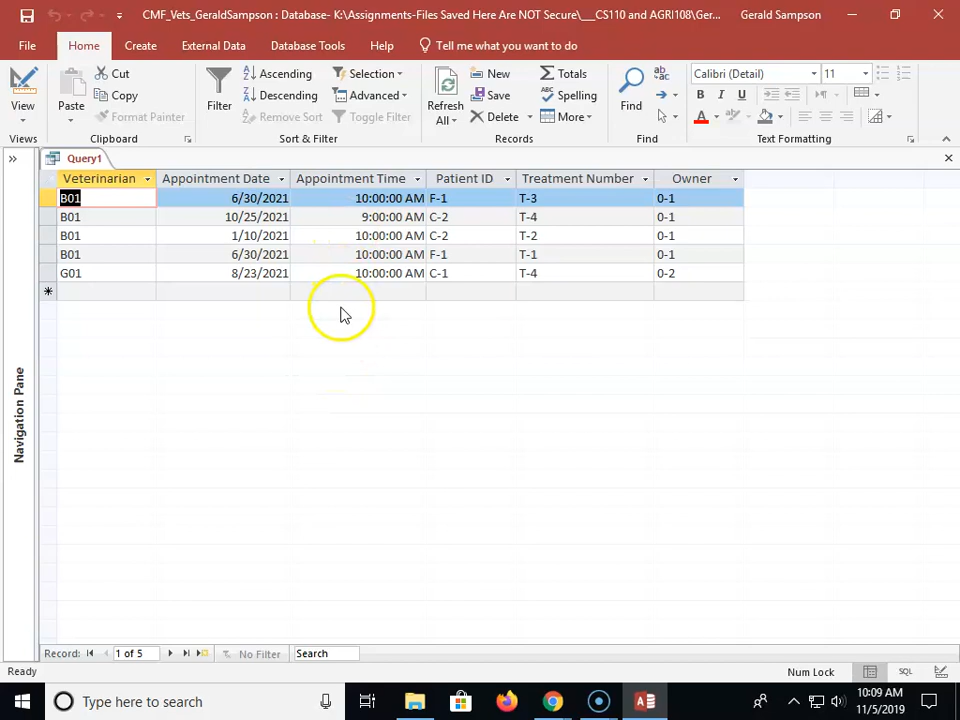 CMF_Vets_GeraldSampson : Database- K:\Assignments-Files Saved Here Are NOT Secure\___CS110 and AGRI108\Ger... Gerald Sampson
File Home Create External Data Database Tools Help Tell me what you want to do
View
Views
Paste
Cut
Copy
Format Painter
Clipboard
Filter
Ascending
Descending
Remove Sort
Selection
Advanced
Toggle Filter
Sort & Filter
Refresh
All
New
Save
Delete
Totals
Spelling
More
Records
Find
ab
ac
Find
Calibri (Detail) 11
B I U
A
Text Formatting
Query1
Veterinarian Appointment Date Appointment Time Patient ID Treatment Number Owner
B01 6/30/2021 10:00:00 AM F-1 T-3 0-1
B01 10/25/2021 9:00:00 AM C-2 T-4 0-1
B01 1/10/2021 10:00:00 AM C-2 T-2 0-1
B01 6/30/2021 10:00:00 AM F-1 T-1 0-1
G01 8/23/2021 10:00:00 AM C-1 T-4 0-2
Navigation Pane
Record: 1 of 5 No Filter Search
Ready Num Lock SQL
Type here to search
10:09 AM
11/5/2019